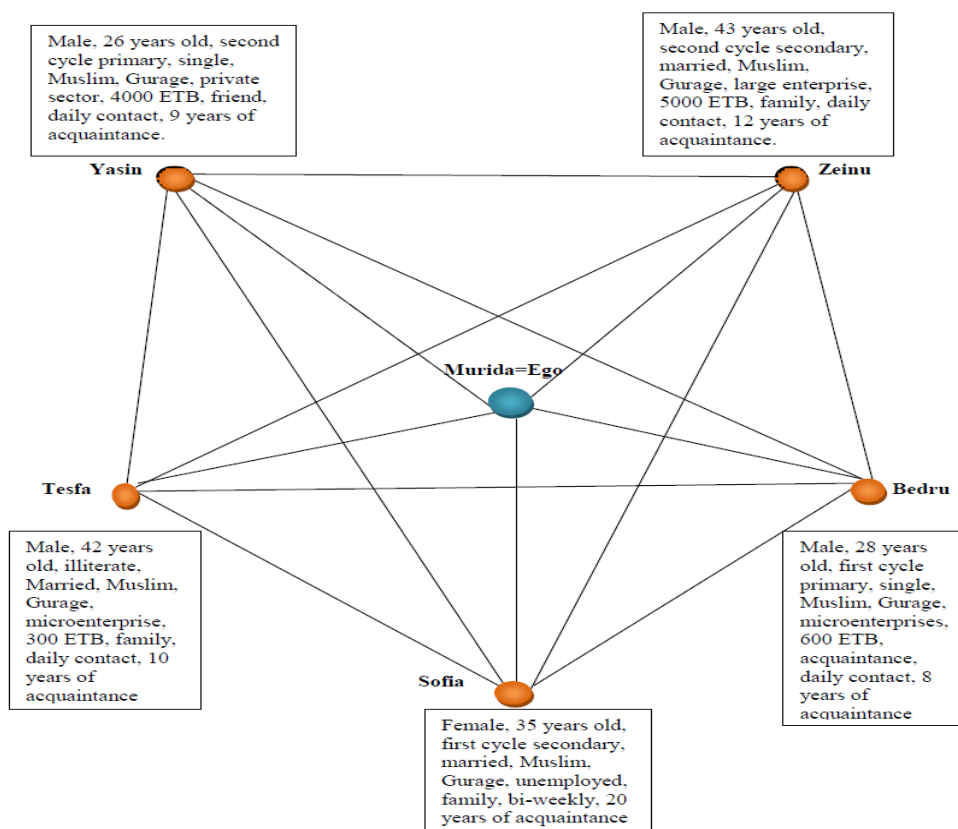 Male, 26 years old, second
cycle primary, single,
Muslim, Gurage, private
sector, 4000 ETB, friend,
daily contact, 9 years of
acquaintance.
Male, 43 years old,
second cycle secondary,
married, Muslim,
Gurage, large enterprise,
5000 ETB, family, daily
contact, 12 years of
acquaintance.
Yasin
Zeinu
Murida=Ego
Tesfa
Bedru
Male, 42 years
old, illiterate,
Married, Muslim,
Gurage,
microenterprise,
300 ETB, family,
daily contact, 10
years of
acquaintance
Male, 28 years
old, first cycle
primary, single,
Muslim, Gurage,
microenterprises,
600 ETB,
acquaintance,
daily contact, 8
years of
acquaintance
Sofia
Female, 35 years old,
first cycle secondary,
married, Muslim,
Gurage, unemployed,
family, bi-weekly, 20
years of acquaintance